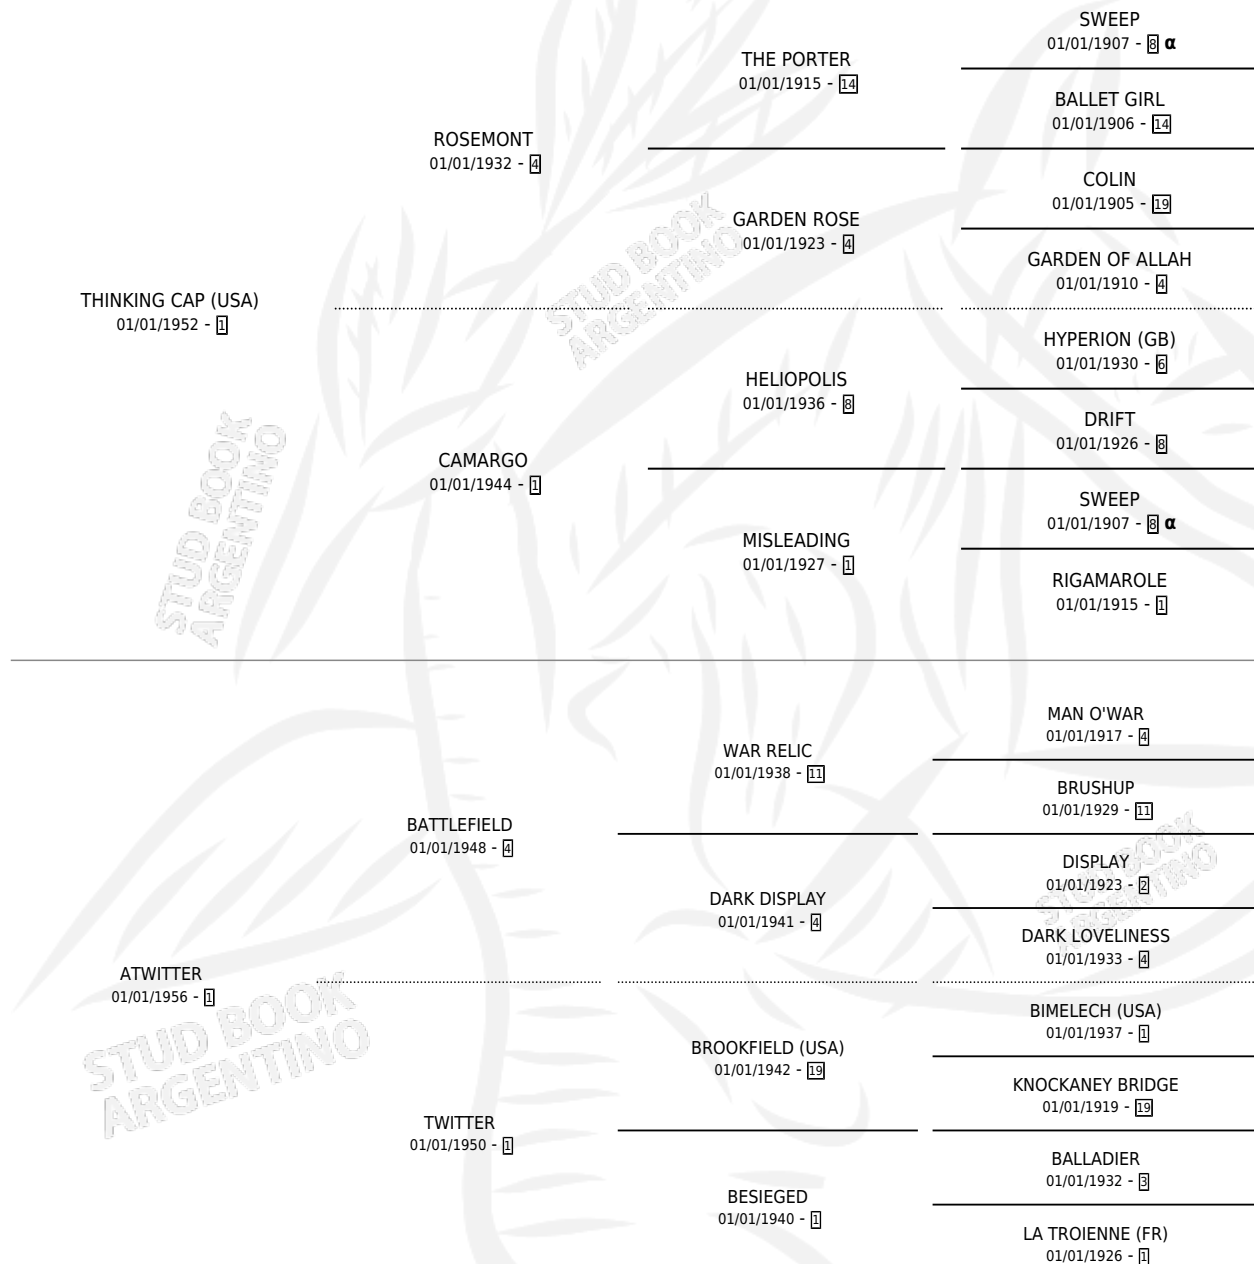 SWEEP
01/01/1907 - 8 α
THE PORTER
01/01/1915 - 14
BALLET GIRL
01/01/1906 - 14
ROSEMONT
01/01/1932 - 4
COLIN
01/01/1905 - 19
GARDEN ROSE
01/01/1923 - 4
GARDEN OF ALLAH
01/01/1910 - 4
THINKING CAP (USA)
01/01/1952 - 1
HYPERION (GB)
01/01/1930 - 6
HELIOPOLIS
01/01/1936 - 8
DRIFT
01/01/1926 - 8
CAMARGO
01/01/1944 - 1
SWEEP
01/01/1907 - 8 α
MISLEADING
01/01/1927 - 1
RIGAMAROLE
01/01/1915 - 1
MAN O'WAR
01/01/1917 - 4
WAR RELIC
01/01/1938 - 11
BRUSHUP
01/01/1929 - 11
BATTLEFIELD
01/01/1948 - 4
DISPLAY
01/01/1923 - 2
DARK DISPLAY
01/01/1941 - 4
DARK LOVELINESS
01/01/1933 - 4
ATWITTER
01/01/1956 - 1
BIMELECH (USA)
01/01/1937 - 1
BROOKFIELD (USA)
01/01/1942 - 19
KNOCKANEY BRIDGE
01/01/1919 - 19
TWITTER
01/01/1950 - 1
BALLADIER
01/01/1932 - 3
BESIEGED
01/01/1940 - 1
LA TROIENNE (FR)
01/01/1926 - 1
STUD BOOK
ARGENTINO
STUD BOOK
ARGENTINO
STUD BOOK
ARGENTINO
STUD BOOK
ARGENTINO